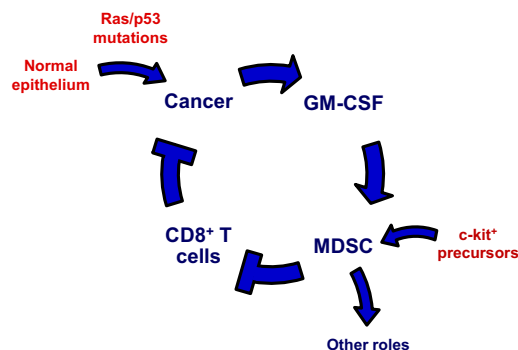 Ras/p53
mutations
Normal
epithelium
Cancer
GM-CSF
CD8⁺ T
cells
MDSC
c-kit⁺
precursors
Other roles